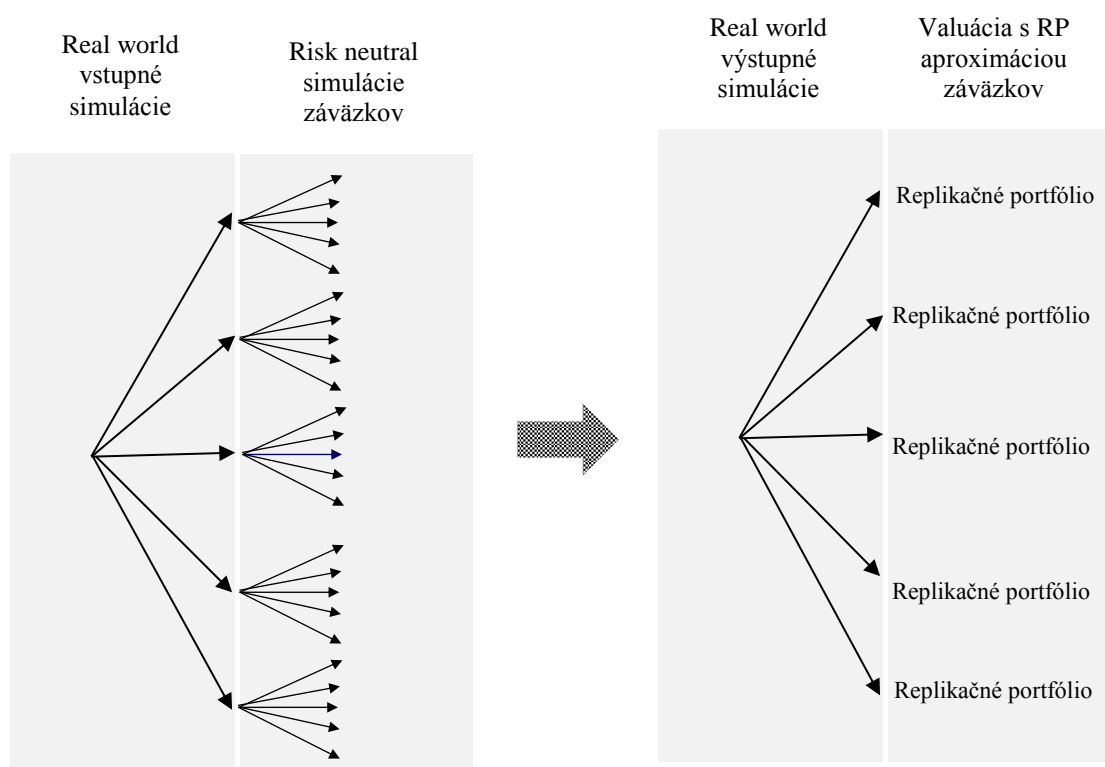 Real world
vstupné
simulácie
Risk neutral
simulácie
záväzkov
Real world
výstupné
simulácie
Valuácia s RP
aproximáciou
záväzkov
Replikačné portfólio
Replikačné portfólio
Replikačné portfólio
Replikačné portfólio
Replikačné portfólio